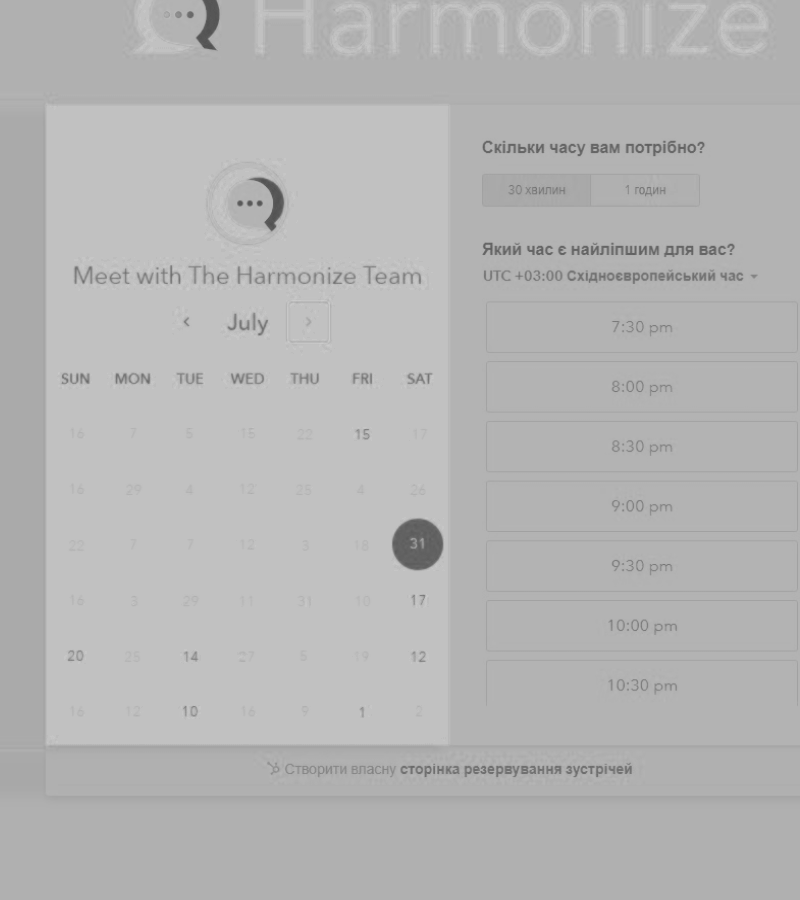 Harmonize
Meet with The Harmonize Team
July
SUN MON TUE WED THU FRI SAT
16 7 5 15 22 15 17
16 29 4 12 25 4 26
22 7 7 12 3 18 31
16 3 29 11 31 10 17
20 25 14 27 5 19 12
16 12 10 16 9 1 2
Скільки часу вам потрібно?
30 хвилин 1 годин
Який час є найліпшим для вас?
UTC +03:00 Східноєвропейський час
7:30 pm
8:00 pm
8:30 pm
9:00 pm
9:30 pm
10:00 pm
10:30 pm
Створити власну сторінка резервування зустрічей